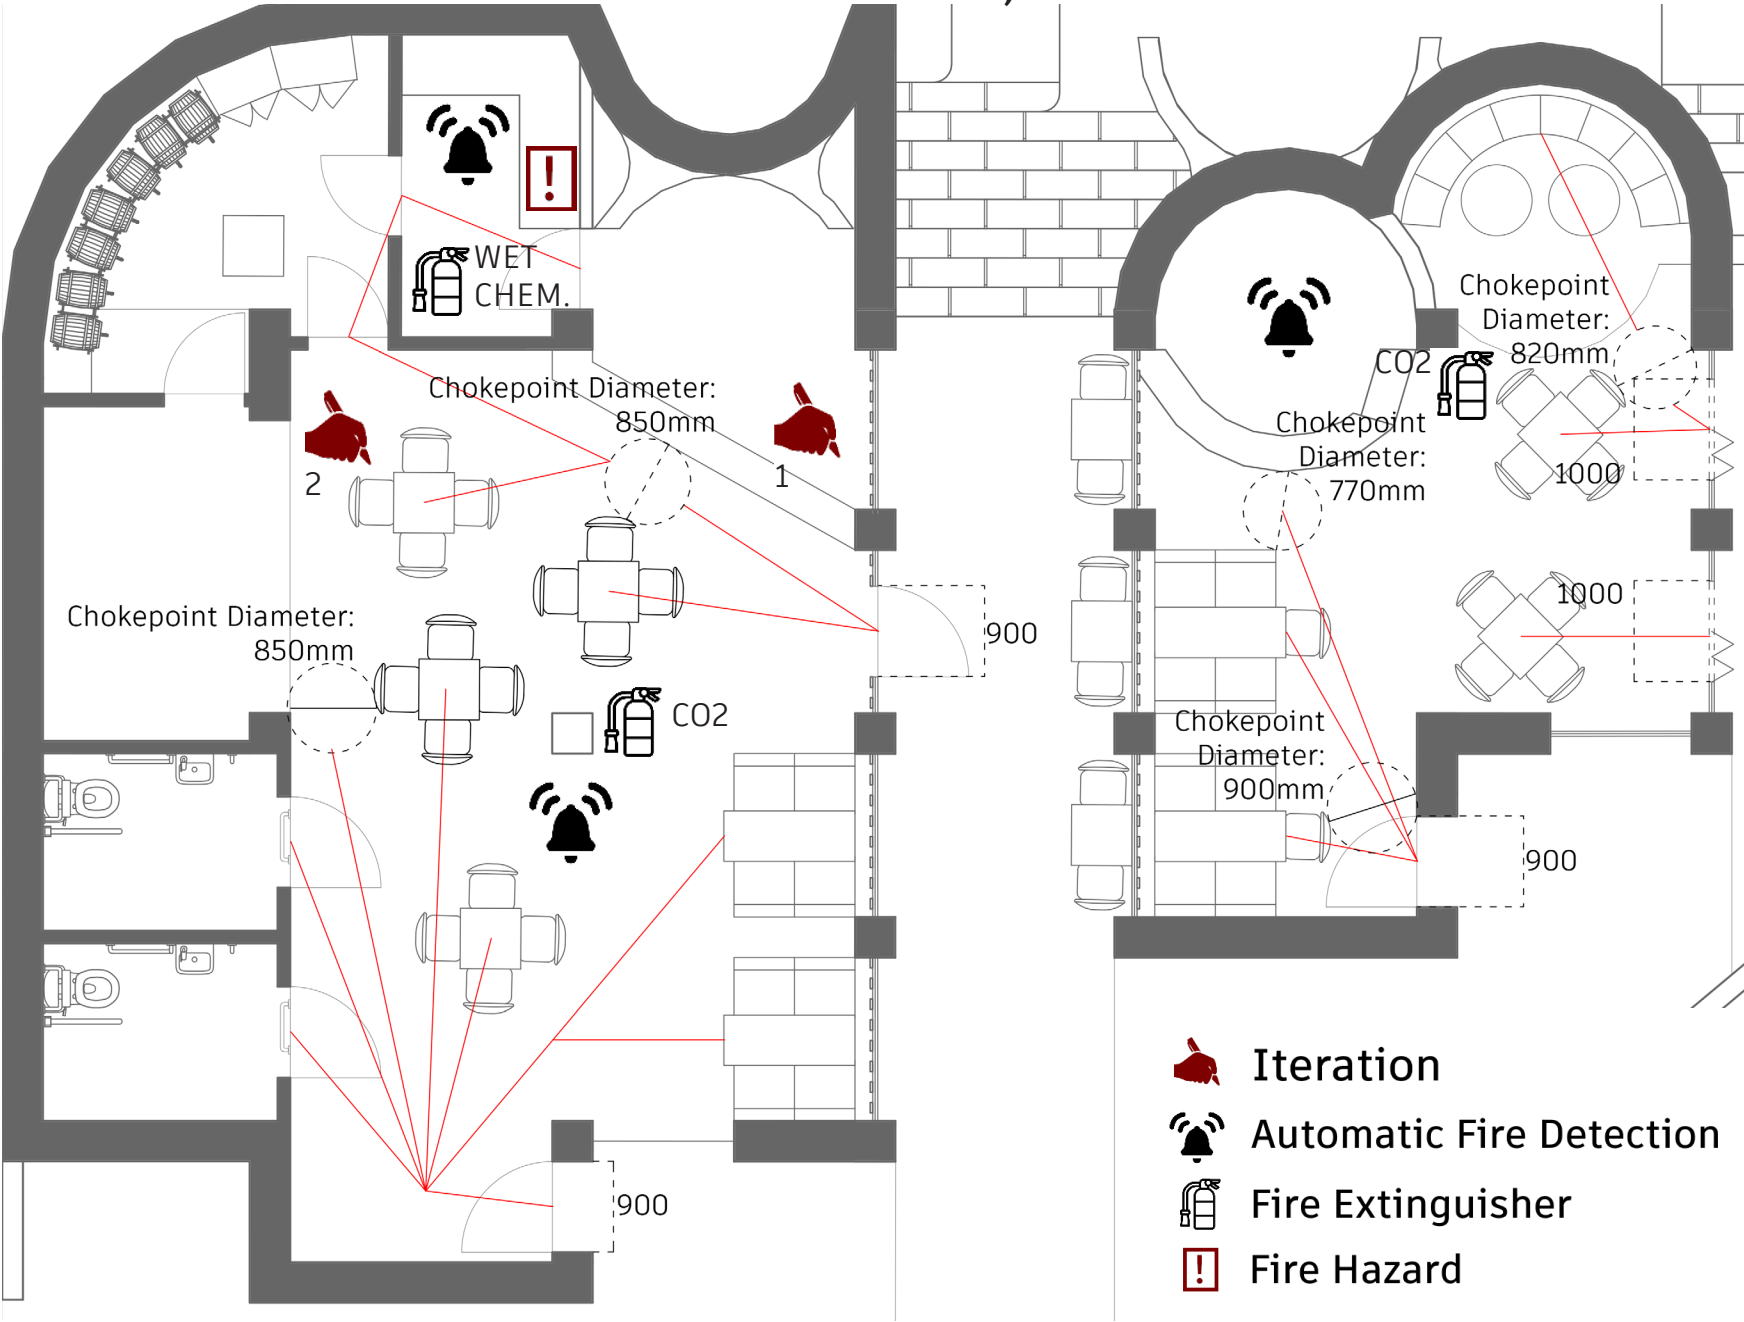 WET
CHEM.
Chokepoint
Diameter:
820mm
CO2
Chokepoint Diameter:
850mm
Chokepoint
Diameter:
770mm
1000
2
1
1000
Chokepoint Diameter:
850mm
900
CO2
Chokepoint
Diameter:
900mm
900
900
Iteration
Automatic Fire Detection
Fire Extinguisher
Fire Hazard